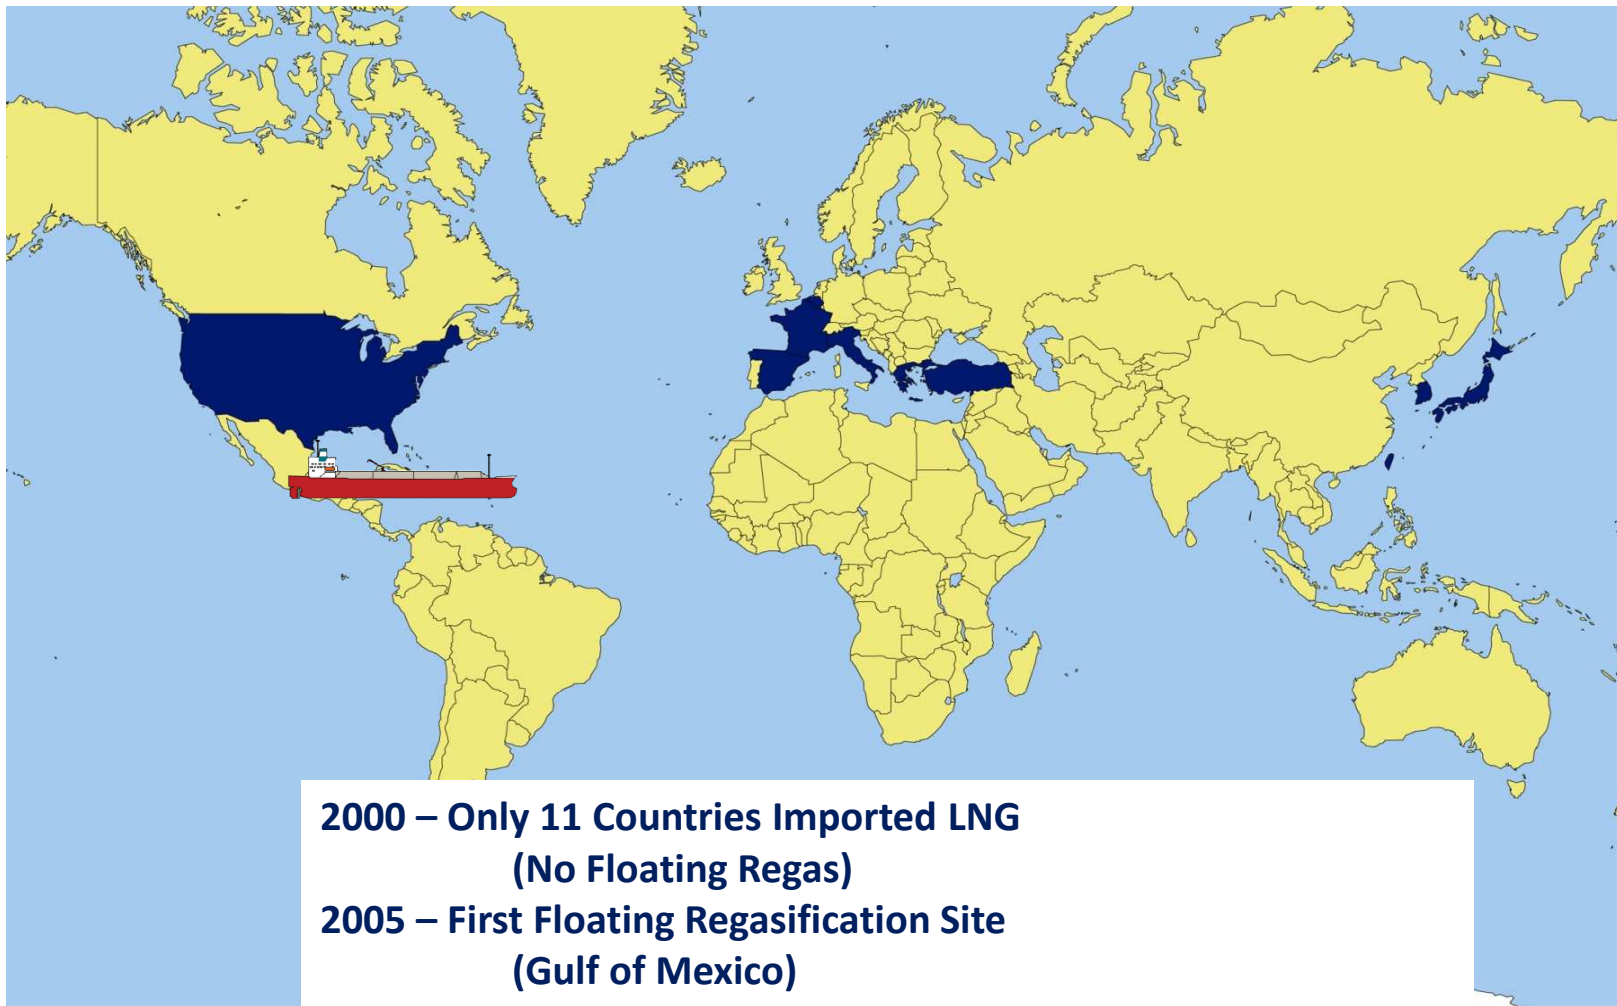 2000 – Only 11 Countries Imported LNG
(No Floating Regas)
2005 – First Floating Regasification Site
(Gulf of Mexico)